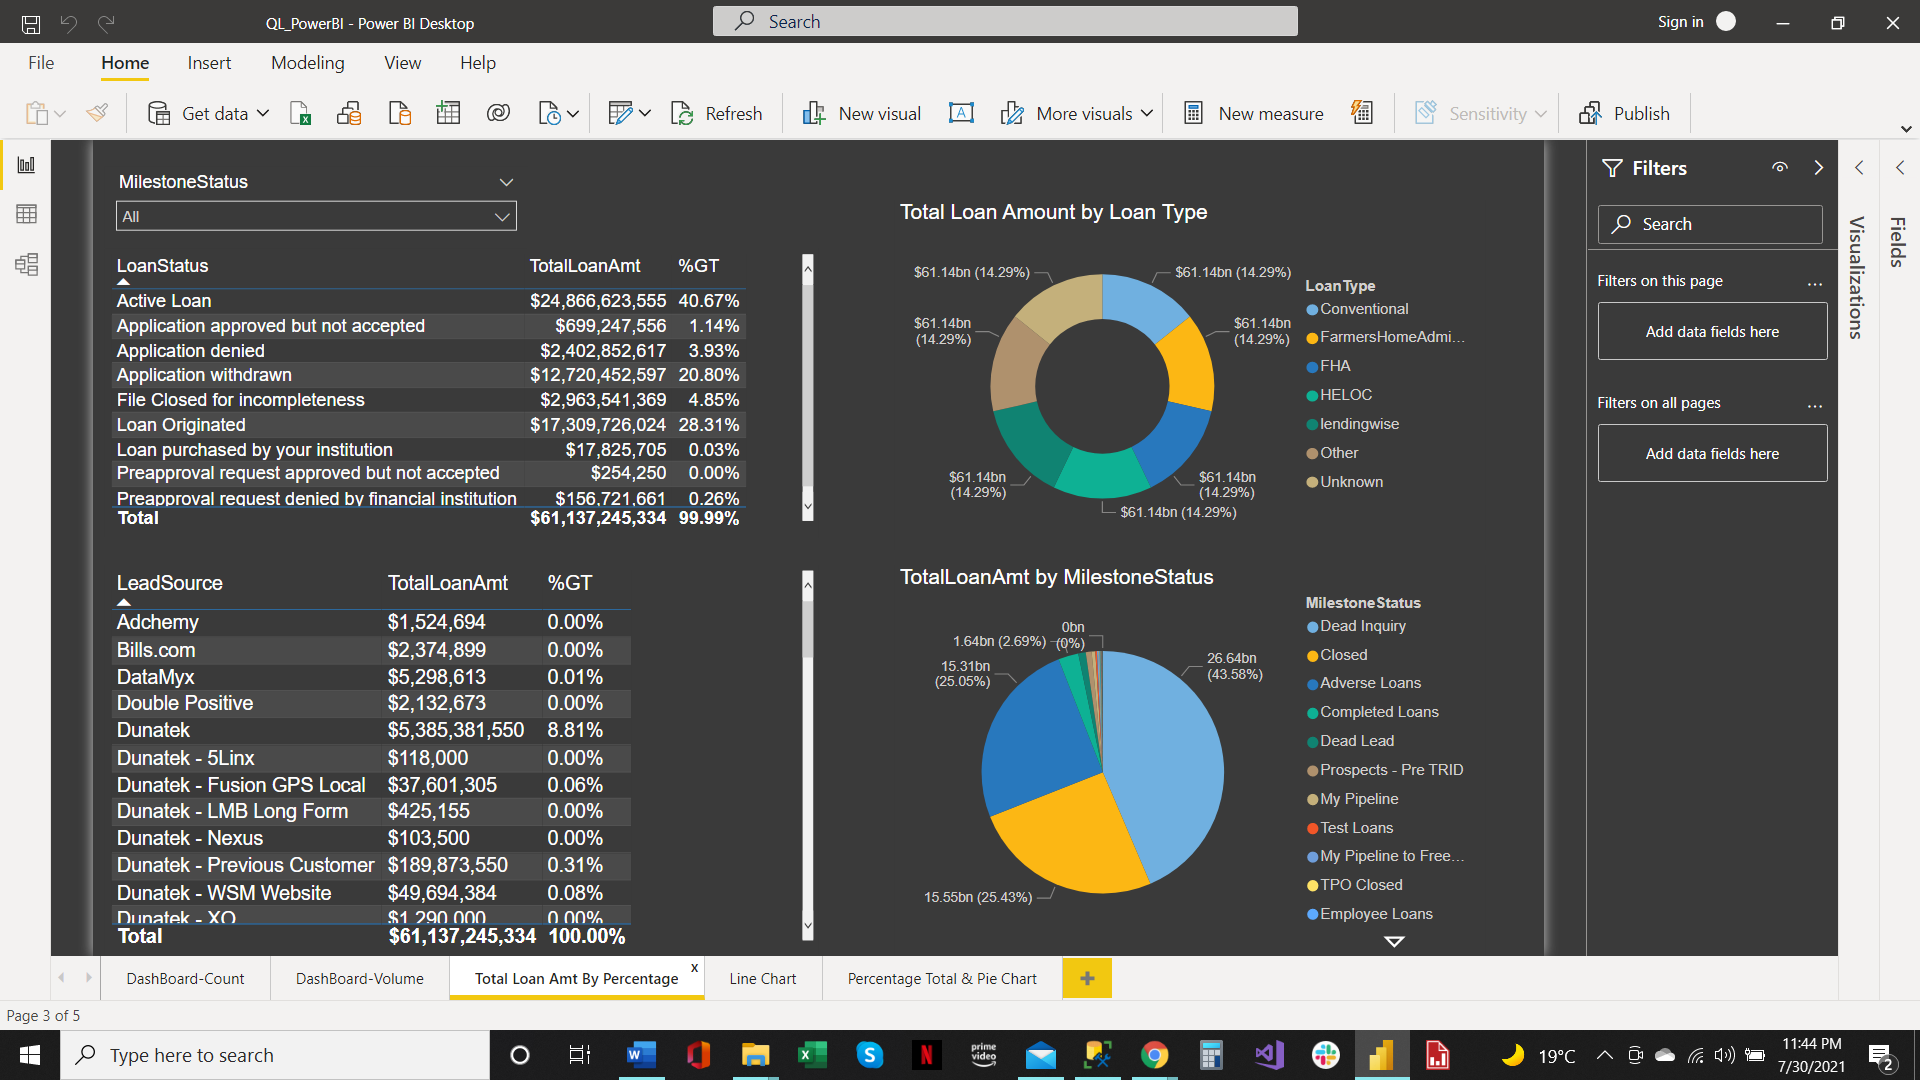 QL_PowerBI - Power BI Desktop
Search
Sign in
File
Home
Insert
Modeling
View
Help
Get data
Refresh
New visual
More visuals
New measure
Sensitivity
Publish
MilestoneStatus
All
LoanStatus TotalLoanAmt %GT
Active Loan $24,866,623,555 40.67%
Application approved but not accepted $699,247,556 1.14%
Application denied $2,402,852,617 3.93%
Application withdrawn $12,720,452,597 20.80%
File Closed for incompleteness $2,963,541,369 4.85%
Loan Originated $17,309,726,024 28.31%
Loan purchased by your institution $17,825,705 0.03%
Preapproval request approved but not accepted $254,250 0.00%
Preapproval request denied by financial institution $156,721,661 0.26%
Total $61,137,245,334 99.99%
Total Loan Amount by Loan Type
$61.14bn (14.29%)
$61.14bn (14.29%)
$61.14bn
(14.29%)
$61.14bn
(14.29%)
$61.14bn
(14.29%)
$61.14bn
(14.29%)
$61.14bn (14.29%)
LoanType
Conventional
FarmersHomeAdmi...
FHA
HELOC
lendingwise
Other
Unknown
LeadSource TotalLoanAmt %GT
Adchemy $1,524,694 0.00%
Bills.com $2,374,899 0.00%
DataMyx $5,298,613 0.01%
Double Positive $2,132,673 0.00%
Dunatek $5,385,381,550 8.81%
Dunatek - 5Linx $118,000 0.00%
Dunatek - Fusion GPS Local $37,601,305 0.06%
Dunatek - LMB Long Form $425,155 0.00%
Dunatek - Nexus $103,500 0.00%
Dunatek - Previous Customer $189,873,550 0.31%
Dunatek - WSM Website $49,694,384 0.08%
Dunatek - XO $1,290,000 0.00%
Total $61,137,245,334 100.00%
TotalLoanAmt by MilestoneStatus
0bn
(0%)
1.64bn (2.69%)
15.31bn
(25.05%)
26.64bn
(43.58%)
15.55bn (25.43%)
MilestoneStatus
Dead Inquiry
Closed
Adverse Loans
Completed Loans
Dead Lead
Prospects - Pre TRID
My Pipeline
Test Loans
My Pipeline to Free...
TPO Closed
Employee Loans
Filters
Search
Filters on this page ...
Add data fields here
Filters on all pages ...
Add data fields here
Visualizations
Fields
DashBoard-Count
DashBoard-Volume
Total Loan Amt By Percentage x
Line Chart
Percentage Total & Pie Chart
+
Page 3 of 5
Type here to search
prime
video
19°C
11:44 PM
7/30/2021
2